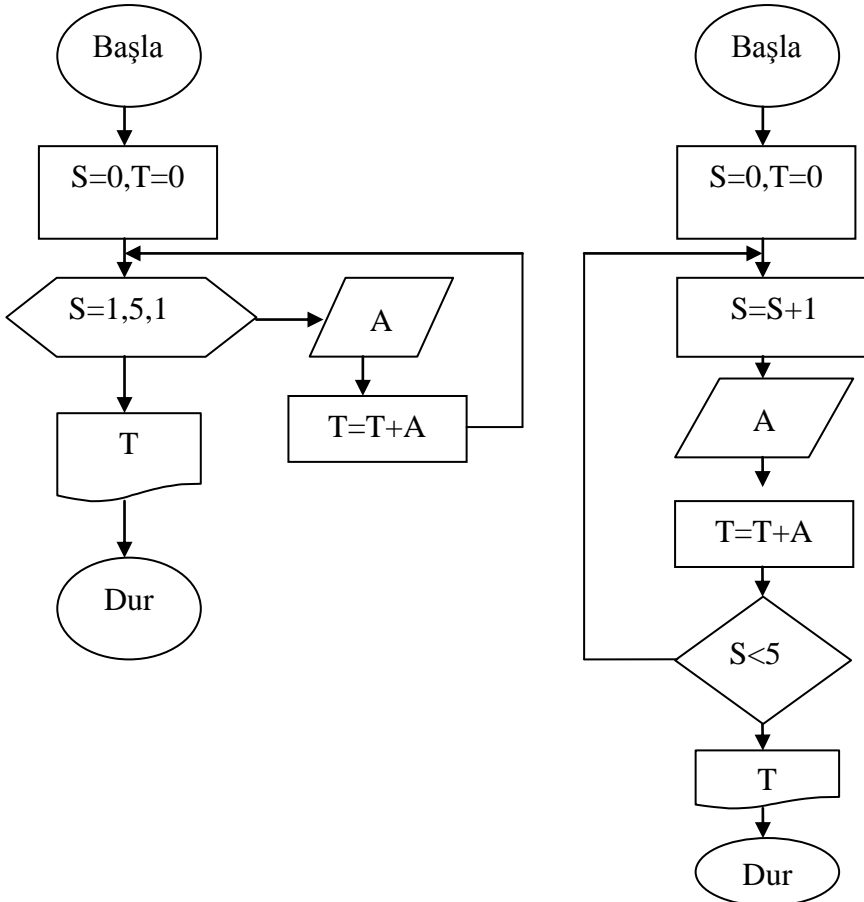 Başla
S=0,T=0
S=1,5,1
A
T=T+A
T
Dur
Başla
S=0,T=0
S=S+1
A
T=T+A
S<5
T
Dur